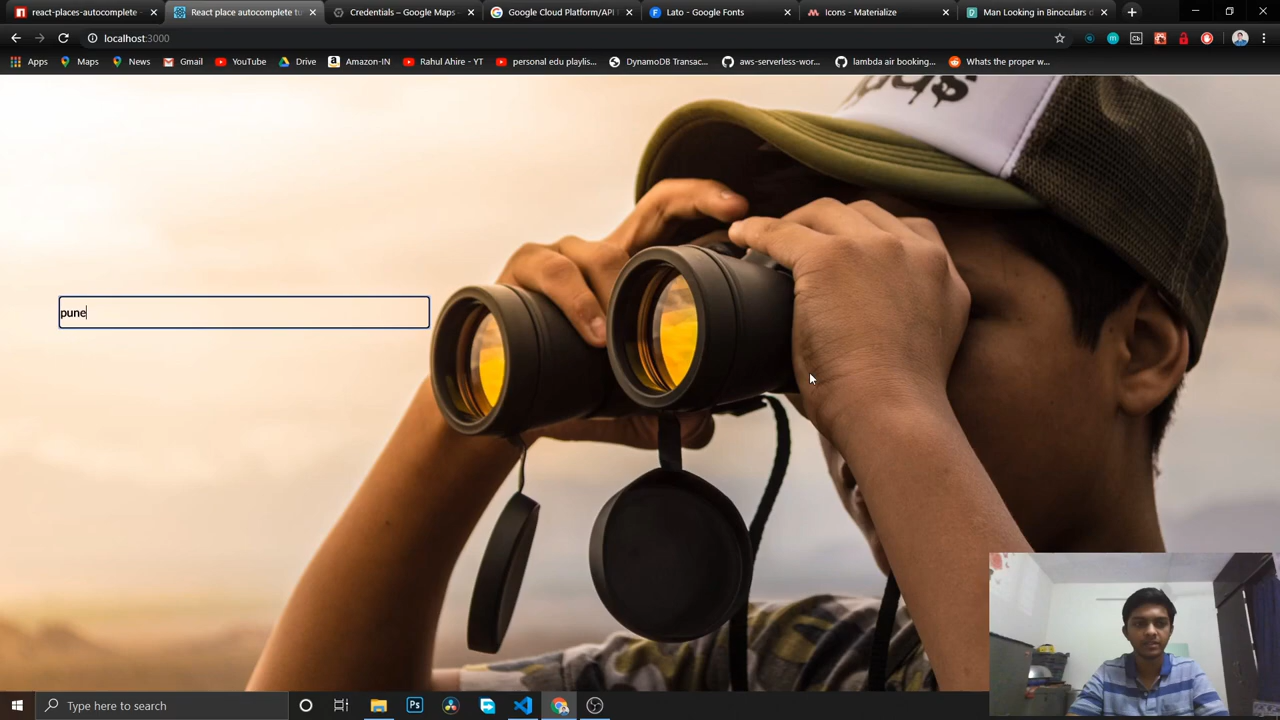 react-places-autocomplete -
React place autocomplete tu
Credentials – Google Maps
Google Cloud Platform/API
Lato - Google Fonts
Icons - Materialize
Man Looking in Binoculars d
localhost:3000
Apps
Maps
News
Gmail
YouTube
Drive
Amazon-IN
Rahul Ahire - YT
personal edu playlis...
DynamoDB Transac...
aws-serverless-wor...
lambda air booking...
Whats the proper w...
pune
Type here to search